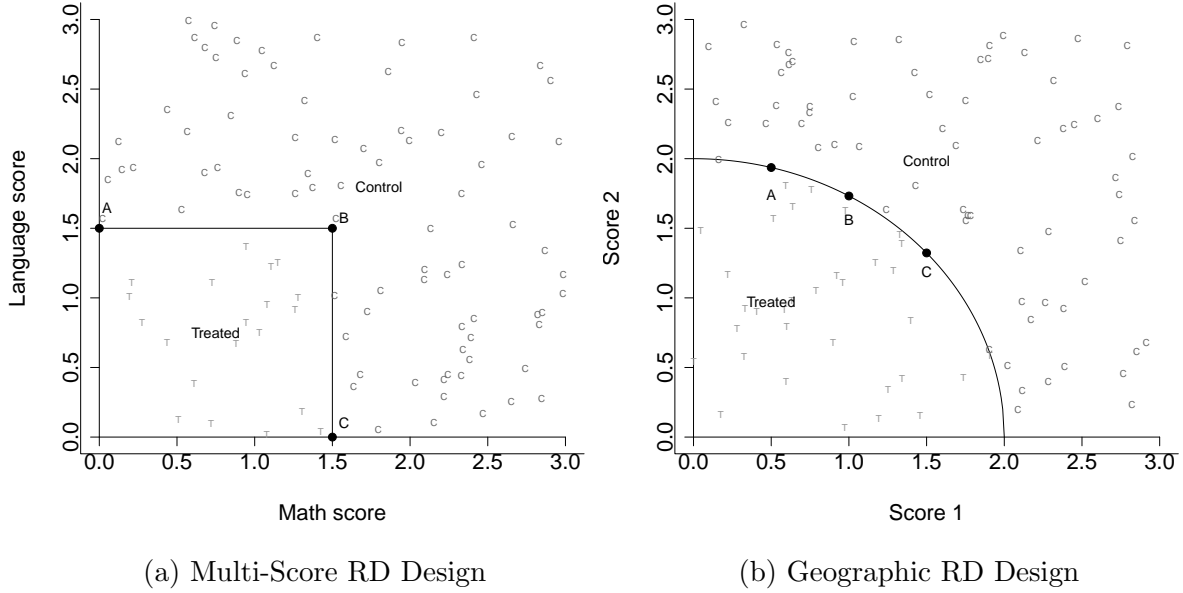 3.0
2.5
2.0
1.5
1.0
0.5
0.0
Language score
A
B
C
Control
Treated
0.0 0.5 1.0 1.5 2.0 2.5 3.0
Math score
(a) Multi-Score RD Design
3.0
2.5
2.0
1.5
1.0
0.5
0.0
Score 2
A
B
C
Control
Treated
0.0 0.5 1.0 1.5 2.0 2.5 3.0
Score 1
(b) Geographic RD Design